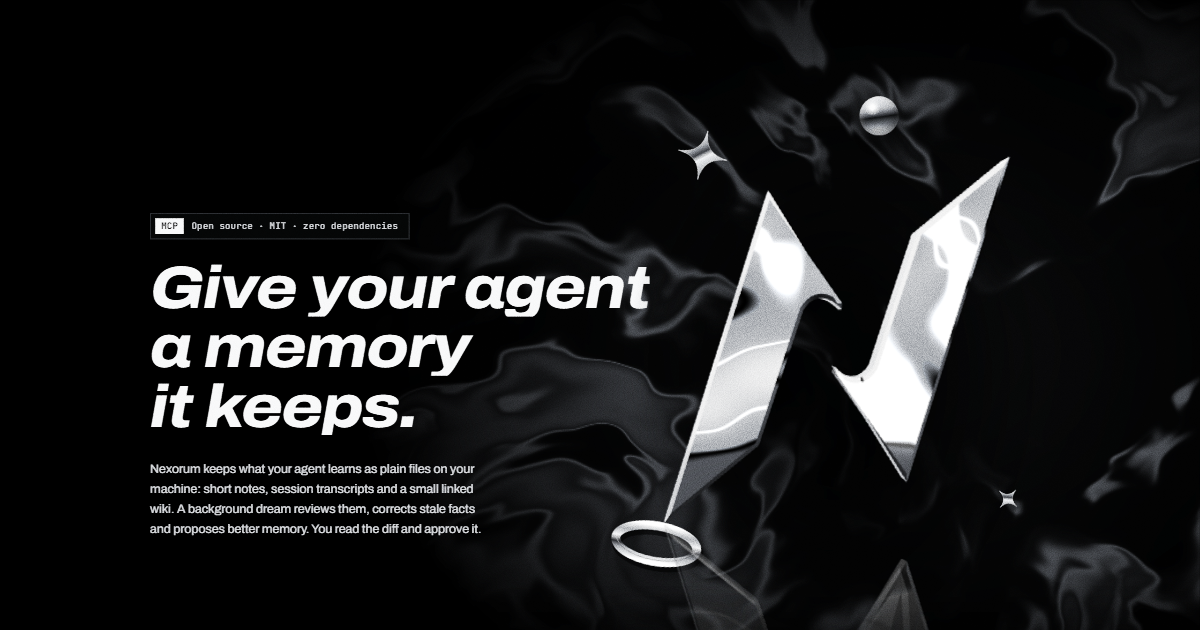 MCP Open source · MIT · zero dependencies
Give your agent
a memory
it keeps.
Nexorum keeps what your agent learns as plain files on your
machine: short notes, session transcripts and a small linked
wiki. A background dream reviews them, corrects stale facts
and proposes better memory. You read the diff and approve it.